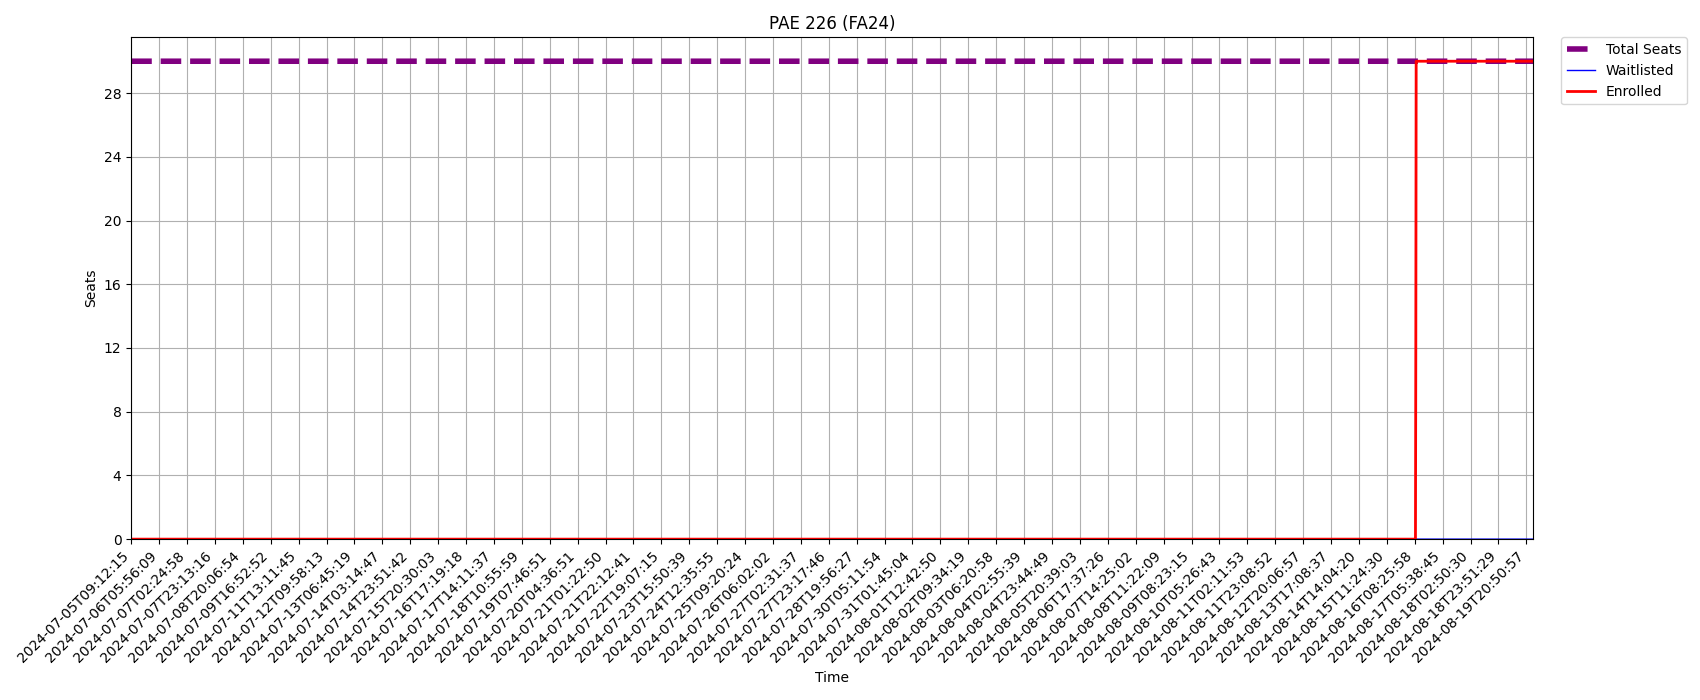 PAE 226 (FA24)
Total Seats
Waitlisted
Enrolled
Seats
28
24
20
16
12
8
4
0
2024-07-05T09:12:15
2024-07-06T05:56:09
2024-07-07T02:24:58
2024-07-07T23:13:16
2024-07-08T20:06:54
2024-07-09T16:52:52
2024-07-11T13:11:45
2024-07-12T09:58:13
2024-07-13T06:45:19
2024-07-14T03:14:47
2024-07-14T23:51:42
2024-07-15T20:30:03
2024-07-16T17:19:18
2024-07-17T14:11:37
2024-07-18T10:55:59
2024-07-19T07:46:51
2024-07-20T04:36:51
2024-07-21T01:22:50
2024-07-21T22:12:41
2024-07-22T19:07:15
2024-07-23T15:50:39
2024-07-24T12:35:55
2024-07-25T09:20:24
2024-07-26T06:02:02
2024-07-27T02:31:37
2024-07-27T23:17:46
2024-07-28T19:56:27
2024-07-30T05:11:54
2024-07-31T01:45:04
2024-08-01T12:42:50
2024-08-02T09:34:19
2024-08-03T06:20:58
2024-08-04T02:55:39
2024-08-04T23:44:49
2024-08-05T20:39:03
2024-08-06T17:37:26
2024-08-07T14:25:02
2024-08-08T11:22:09
2024-08-09T08:23:15
2024-08-10T05:26:43
2024-08-11T02:11:53
2024-08-11T23:08:52
2024-08-12T20:06:57
2024-08-13T17:08:37
2024-08-14T14:04:20
2024-08-15T11:24:30
2024-08-16T08:25:58
2024-08-17T05:38:45
2024-08-18T02:50:30
2024-08-18T23:51:29
2024-08-19T20:50:57
Time